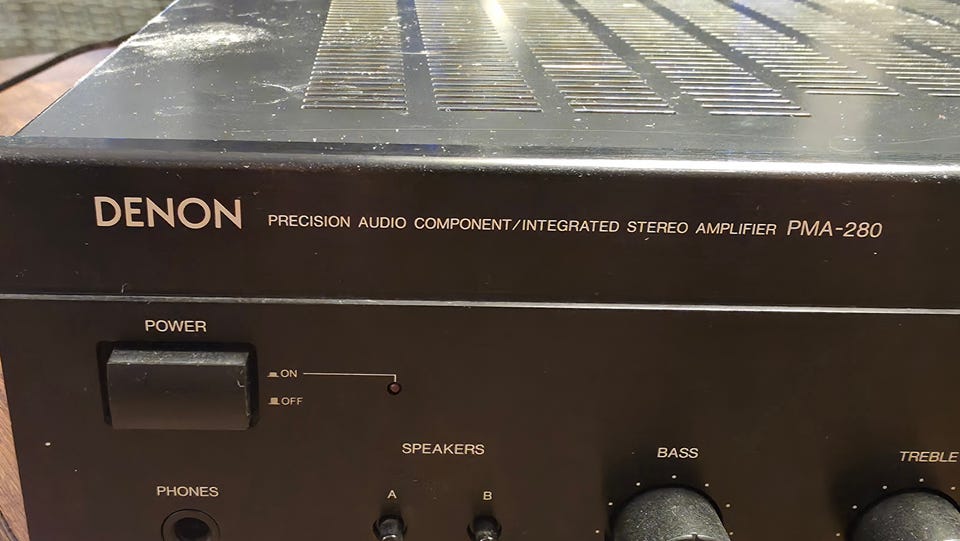 DENON PRECISION AUDIO COMPONENT/INTEGRATED STEREO AMPLIFIER PMA-280
POWER
ON
OFF
SPEAKERS
BASS
TREBLE
PHONES
A
B